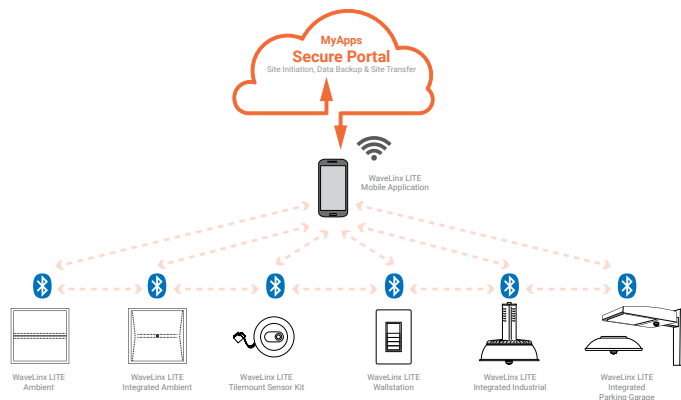 MyApps
Secure Portal
Site Initiation, Data Backup & Site Transfer
WaveLinx LITE
Mobile Application
WaveLinx LITE
Ambient
WaveLinx LITE
Integrated Ambient
WaveLinx LITE
Tilemount Sensor Kit
WaveLinx LITE
Wallstation
WaveLinx LITE
Integrated Industrial
WaveLinx LITE
Integrated
Parking Garage